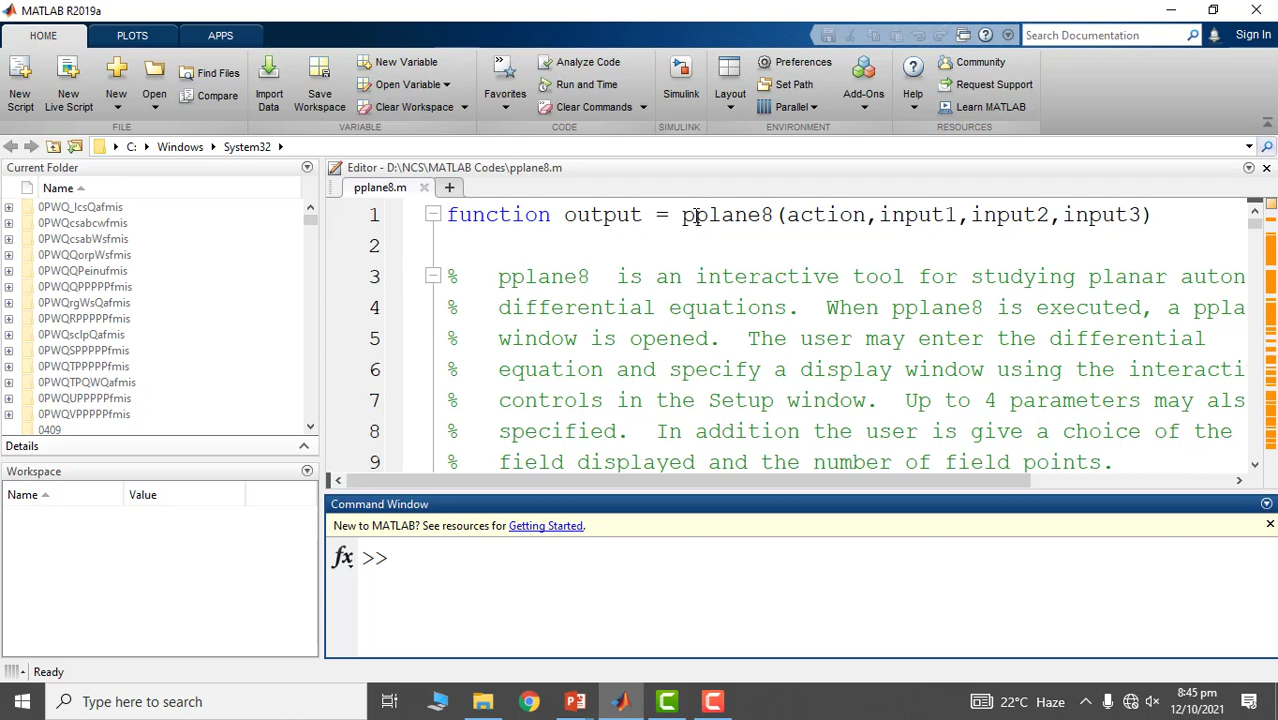 MATLAB R2019a
HOME PLOTS APPS
Search Documentation Sign In
New Script
New Live Script
New
Open
Find Files
Compare
FILE
Import Data
Save Workspace
New Variable
Open Variable
Clear Workspace
VARIABLE
Favorites
Analyze Code
Run and Time
Clear Commands
CODE
Simulink
SIMULINK
Layout
Preferences
Set Path
Parallel
ENVIRONMENT
Add-Ons
Help
Community
Request Support
Learn MATLAB
RESOURCES
C: Windows System32
Current Folder
Name
0PWQ_IcsQafmis
0PWQcsabcwfmis
0PWQcsabWsfmis
0PWQQorpWsfmis
0PWQQPeinufmis
0PWQQPPPPPfmis
0PWQrgWsQafmis
0PWQRPPPPPfmis
0PWQscIpQafmis
0PWQSPPPPPfmis
0PWQTPPPPPfmis
0PWQTPQWQafmis
0PWQUPPPPPfmis
0PWQVPPPPPfmis
0409
Details
Workspace
Name Value
Editor - D:\NCS\MATLAB Codes\pplane8.m
pplane8.m
1 function output = pplane8(action,input1,input2,input3)
2
3 % pplane8 is an interactive tool for studying planar auton
4 % differential equations. When pplane8 is executed, a ppla
5 % window is opened. The user may enter the differential
6 % equation and specify a display window using the interacti
7 % controls in the Setup window. Up to 4 parameters may als
8 % specified. In addition the user is give a choice of the
9 % field displayed and the number of field points.
Command Window
New to MATLAB? See resources for Getting Started.
fx >>
Ready
Type here to search
22°C Haze
8:45 pm
12/10/2021